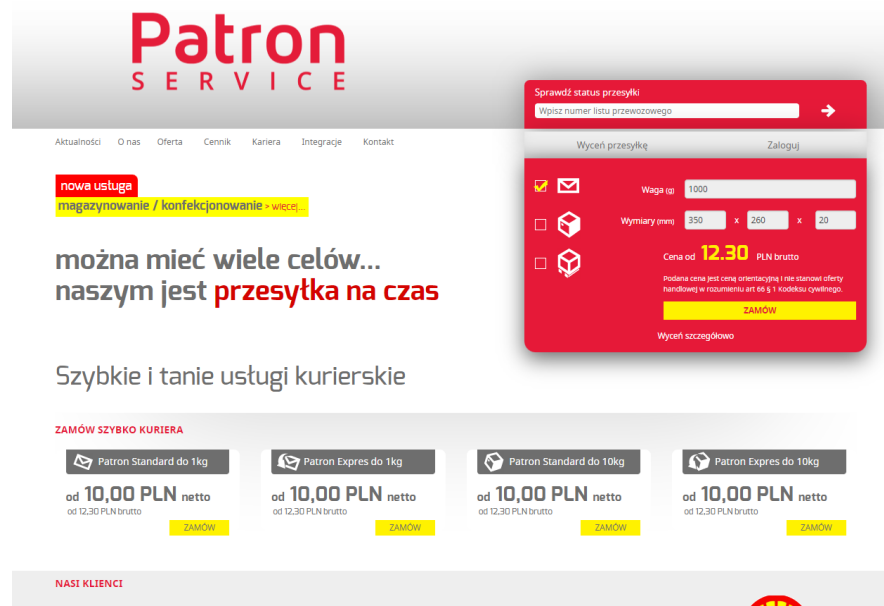 Patron
SERVICE
Sprawdź status przesyłki
Wpisz numer listu przewozowego
Aktualności O nas Oferta Cennik Kariera Integracje Kontakt
Wyceń przesyłkę Zaloguj
nowa usługa
magazynowanie / konfekcjonowanie > więcej...
Waga (g) 1000
Wymiary (mm) 350 x 260 x 20
można mieć wiele celów...
naszym jest przesyłka na czas
Cena od 12.30 PLN brutto
Podana cena jest ceną orientacyjną i nie stanowi oferty
handlowej w rozumieniu art 66 § 1 Kodeksu cywilnego.
ZAMÓW
Wyceń szczegółowo
Szybkie i tanie usługi kurierskie
ZAMÓW SZYBKO KURIERA
Patron Standard do 1kg Patron Expres do 1kg Patron Standard do 10kg Patron Expres do 10kg
od 10,00 PLN netto od 10,00 PLN netto od 10,00 PLN netto od 10,00 PLN netto
od 12,30 PLN brutto od 12,30 PLN brutto od 12,30 PLN brutto od 12,30 PLN brutto
ZAMÓW ZAMÓW ZAMÓW ZAMÓW
NASI KLIENCI